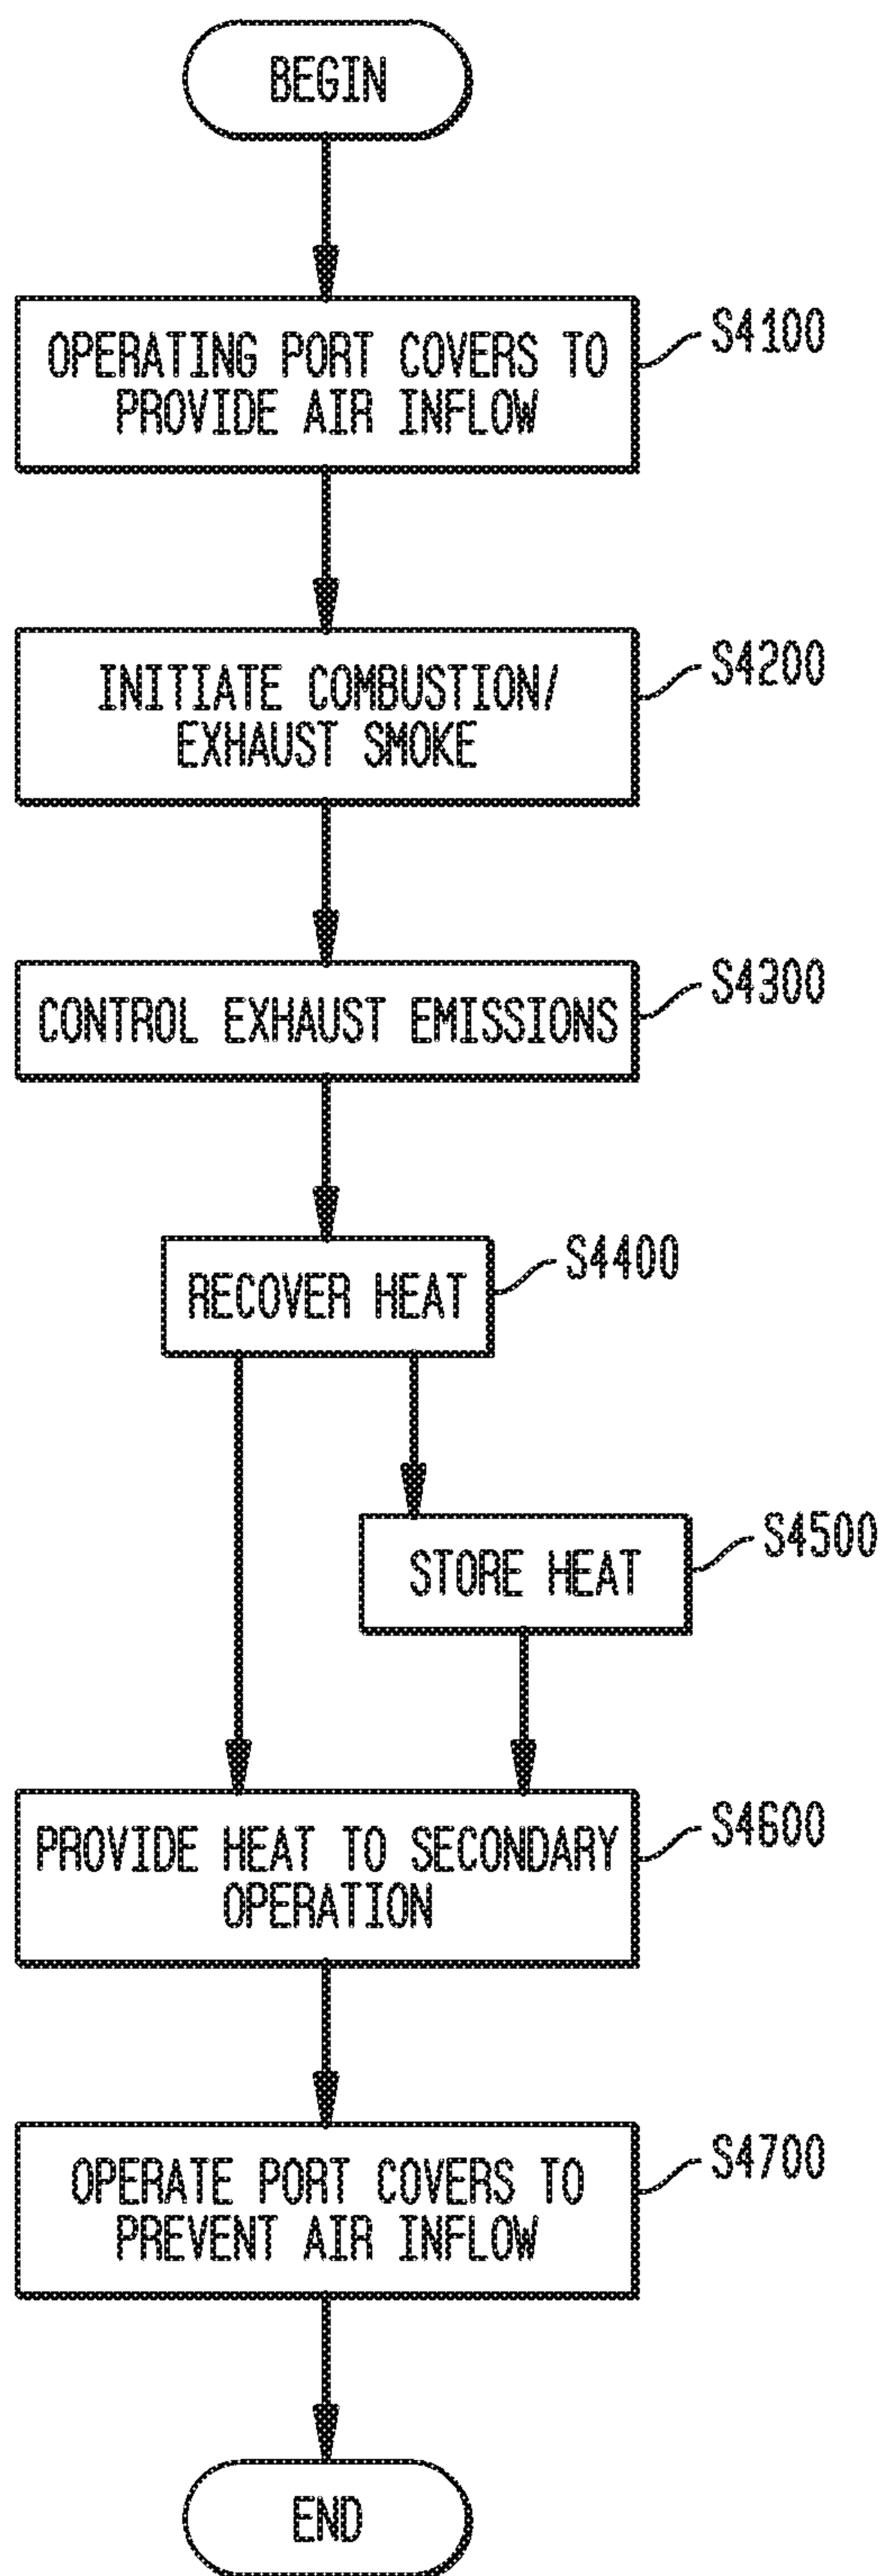 BEGIN
OPERATING PORT COVERS TO
PROVIDE AIR INFLOW
S4100
INITIATE COMBUSTION/
EXHAUST SMOKE
S4200
CONTROL EXHAUST EMISSIONS
S4300
RECOVER HEAT
S4400
STORE HEAT
S4500
PROVIDE HEAT TO SECONDARY
OPERATION
S4600
OPERATE PORT COVERS TO
PREVENT AIR INFLOW
S4700
END